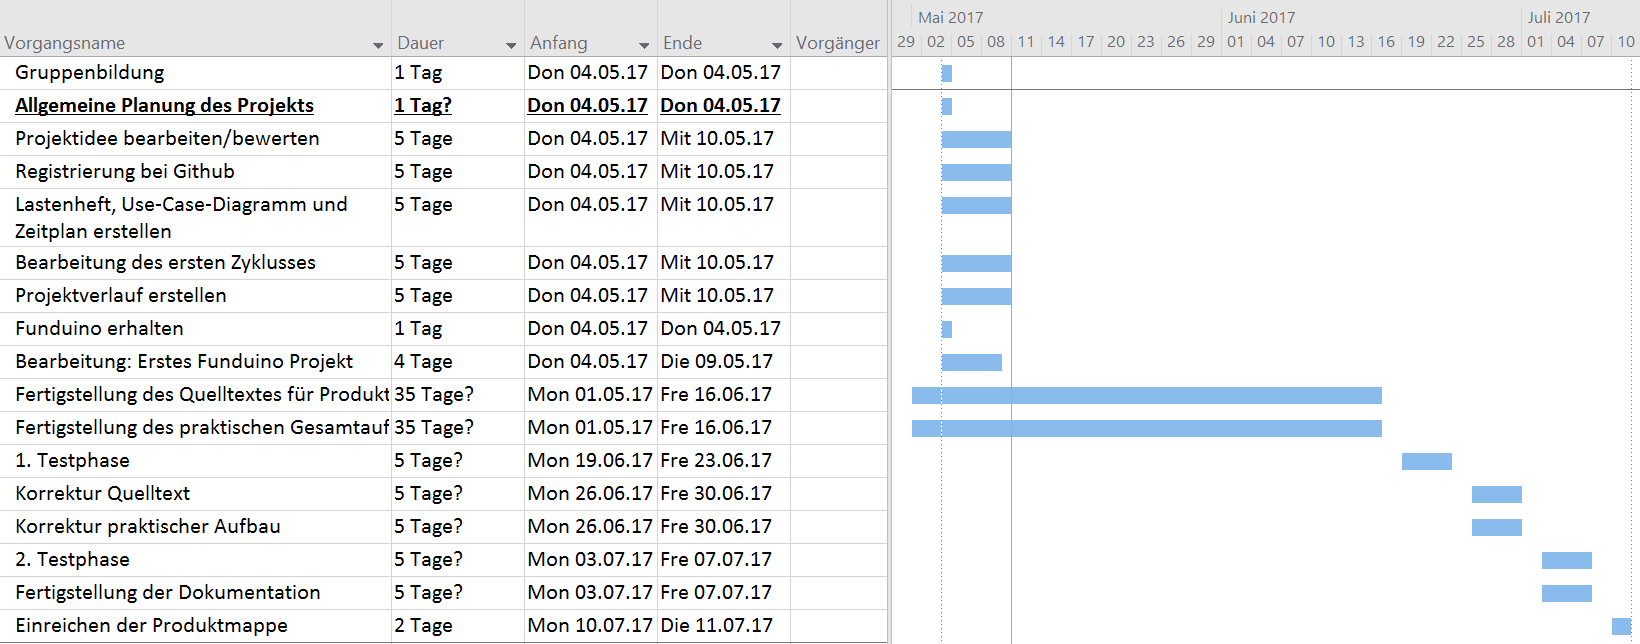 Mai 2017 Juni 2017 Juli 2017
Vorgangsname Dauer Anfang Ende Vorgänger 29 02 05 08 11 14 17 20 23 26 29 01 04 07 10 13 16 19 22 25 28 01 04 07 10
Gruppenbildung 1 Tag Don 04.05.17 Don 04.05.17
Allgemeine Planung des Projekts 1 Tag? Don 04.05.17 Don 04.05.17
Projektidee bearbeiten/bewerten 5 Tage Don 04.05.17 Mit 10.05.17
Registrierung bei Github 5 Tage Don 04.05.17 Mit 10.05.17
Lastenheft, Use-Case-Diagramm und 5 Tage Don 04.05.17 Mit 10.05.17
Zeitplan erstellen
Bearbeitung des ersten Zyklusses 5 Tage Don 04.05.17 Mit 10.05.17
Projektverlauf erstellen 5 Tage Don 04.05.17 Mit 10.05.17
Funduino erhalten 1 Tag Don 04.05.17 Don 04.05.17
Bearbeitung: Erstes Funduino Projekt 4 Tage Don 04.05.17 Die 09.05.17
Fertigstellung des Quelltextes für Produkt 35 Tage? Mon 01.05.17 Fre 16.06.17
Fertigstellung des praktischen Gesamtauf 35 Tage? Mon 01.05.17 Fre 16.06.17
1. Testphase 5 Tage? Mon 19.06.17 Fre 23.06.17
Korrektur Quelltext 5 Tage? Mon 26.06.17 Fre 30.06.17
Korrektur praktischer Aufbau 5 Tage? Mon 26.06.17 Fre 30.06.17
2. Testphase 5 Tage? Mon 03.07.17 Fre 07.07.17
Fertigstellung der Dokumentation 5 Tage? Mon 03.07.17 Fre 07.07.17
Einreichen der Produktmappe 2 Tage Mon 10.07.17 Die 11.07.17